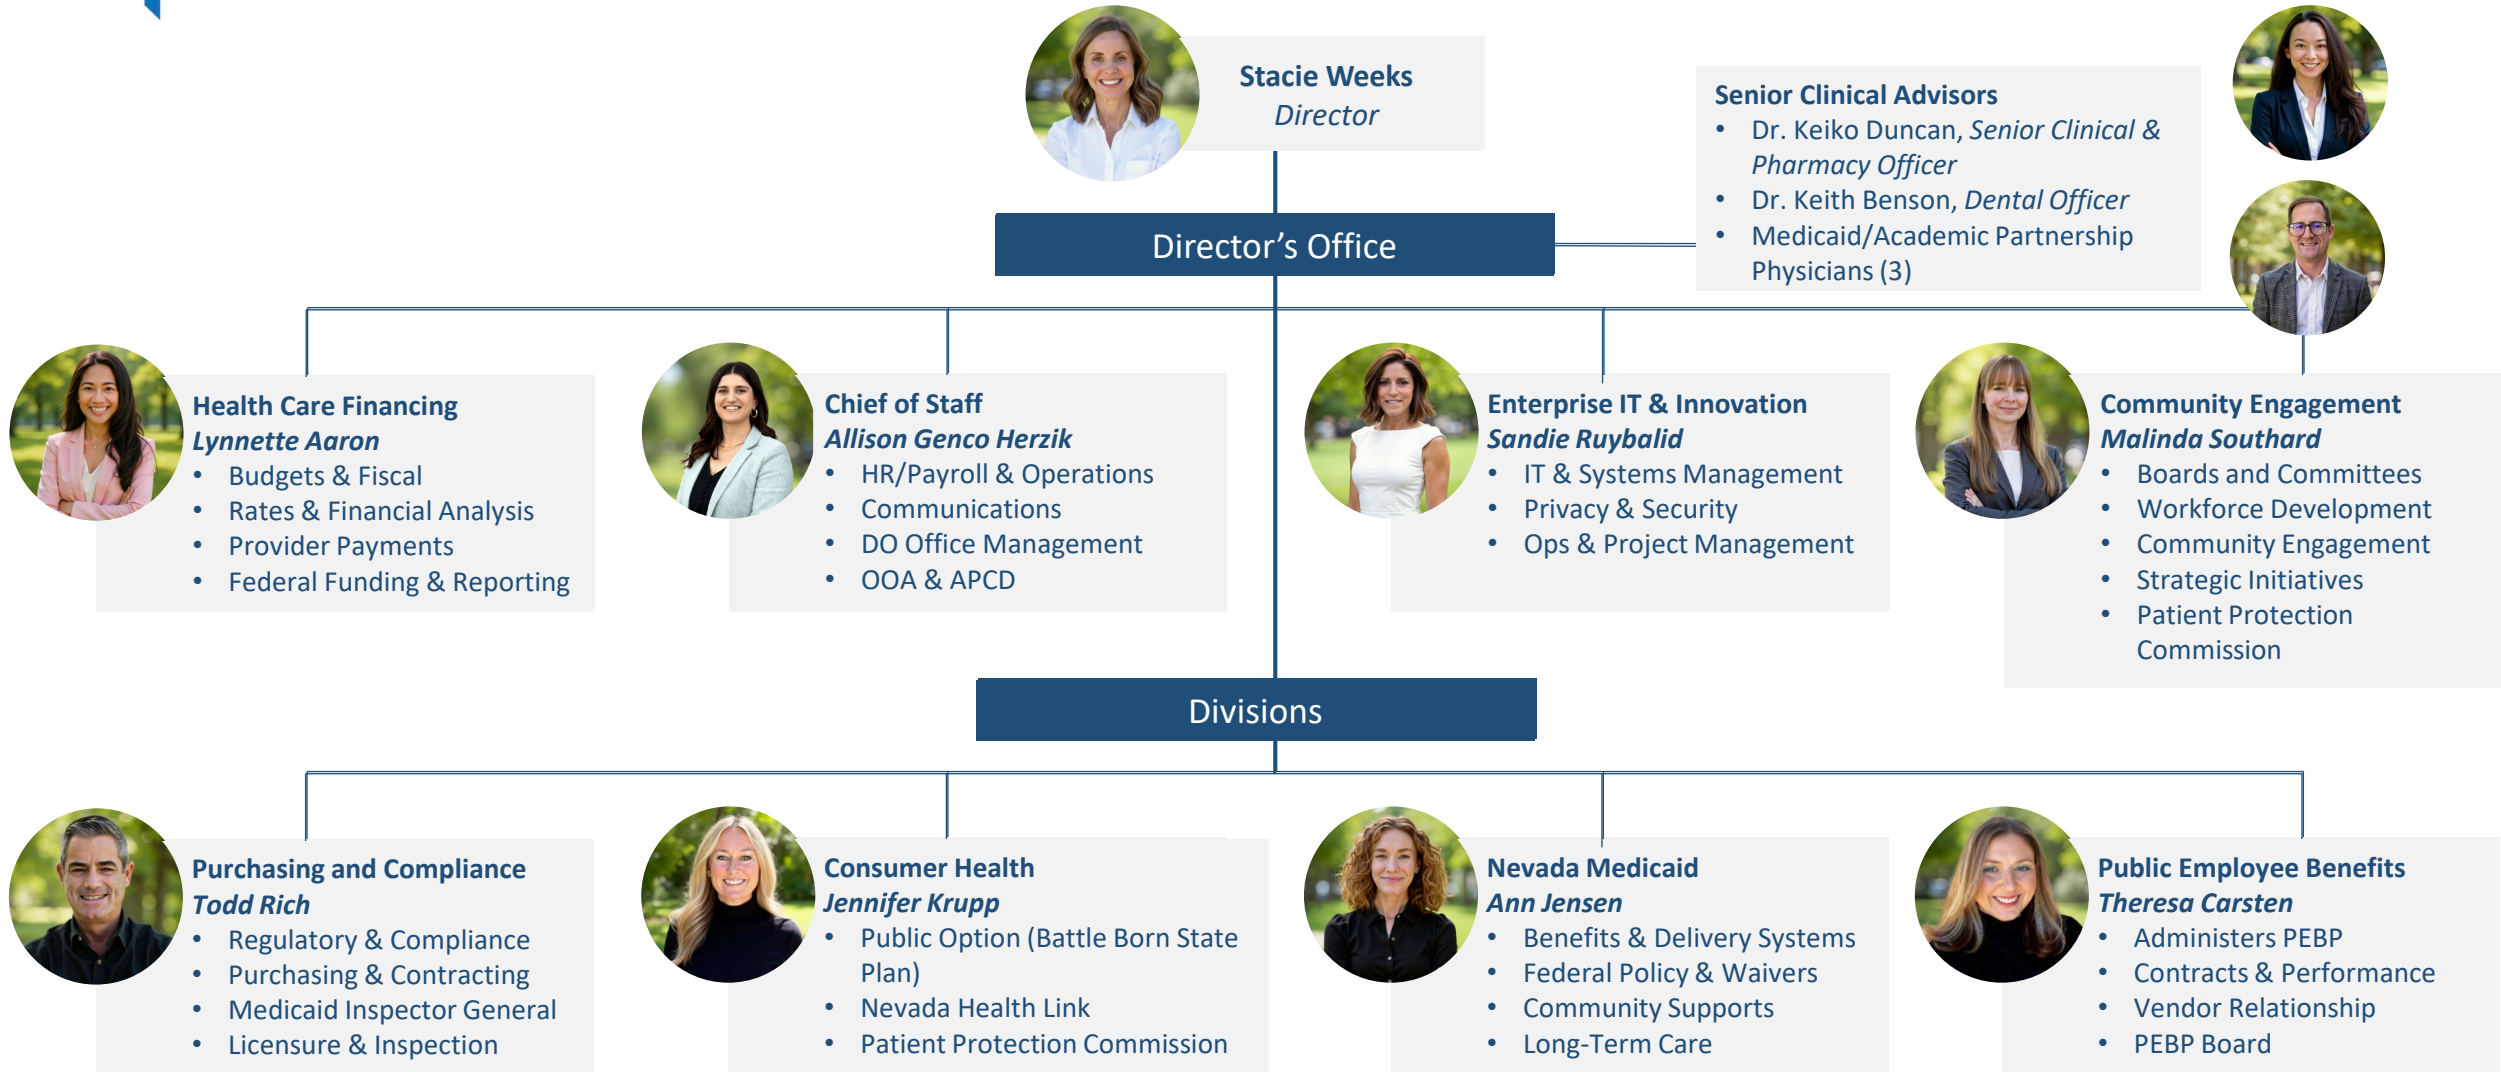 Stacie Weeks
Director
Senior Clinical Advisors
• Dr. Keiko Duncan, Senior Clinical &
Pharmacy Officer
• Dr. Keith Benson, Dental Officer
• Medicaid/Academic Partnership
Physicians (3)
Director’s Office
Health Care Financing
Lynnette Aaron
• Budgets & Fiscal
• Rates & Financial Analysis
• Provider Payments
• Federal Funding & Reporting
Chief of Staff
Allison Genco Herzik
• HR/Payroll & Operations
• Communications
• DO Office Management
• OOA & APCD
Enterprise IT & Innovation
Sandie Ruybalid
• IT & Systems Management
• Privacy & Security
• Ops & Project Management
Community Engagement
Malinda Southard
• Boards and Committees
• Workforce Development
• Community Engagement
• Strategic Initiatives
• Patient Protection
Commission
Divisions
Purchasing and Compliance
Todd Rich
• Regulatory & Compliance
• Purchasing & Contracting
• Medicaid Inspector General
• Licensure & Inspection
Consumer Health
Jennifer Krupp
• Public Option (Battle Born State
Plan)
• Nevada Health Link
• Patient Protection Commission
Nevada Medicaid
Ann Jensen
• Benefits & Delivery Systems
• Federal Policy & Waivers
• Community Supports
• Long-Term Care
Public Employee Benefits
Theresa Carsten
• Administers PEBP
• Contracts & Performance
• Vendor Relationship
• PEBP Board